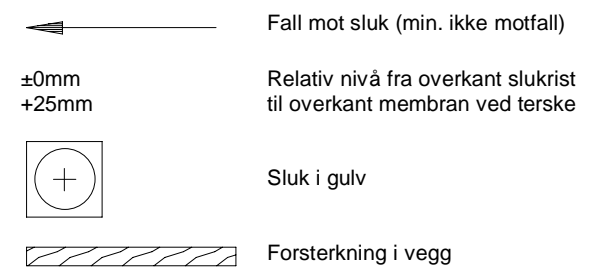 Fall mot sluk (min. ikke motfall)
±0mm Relativ nivå fra overkant slukrist
+25mm til overkant membran ved terske
Sluk i gulv
Forsterkning i vegg